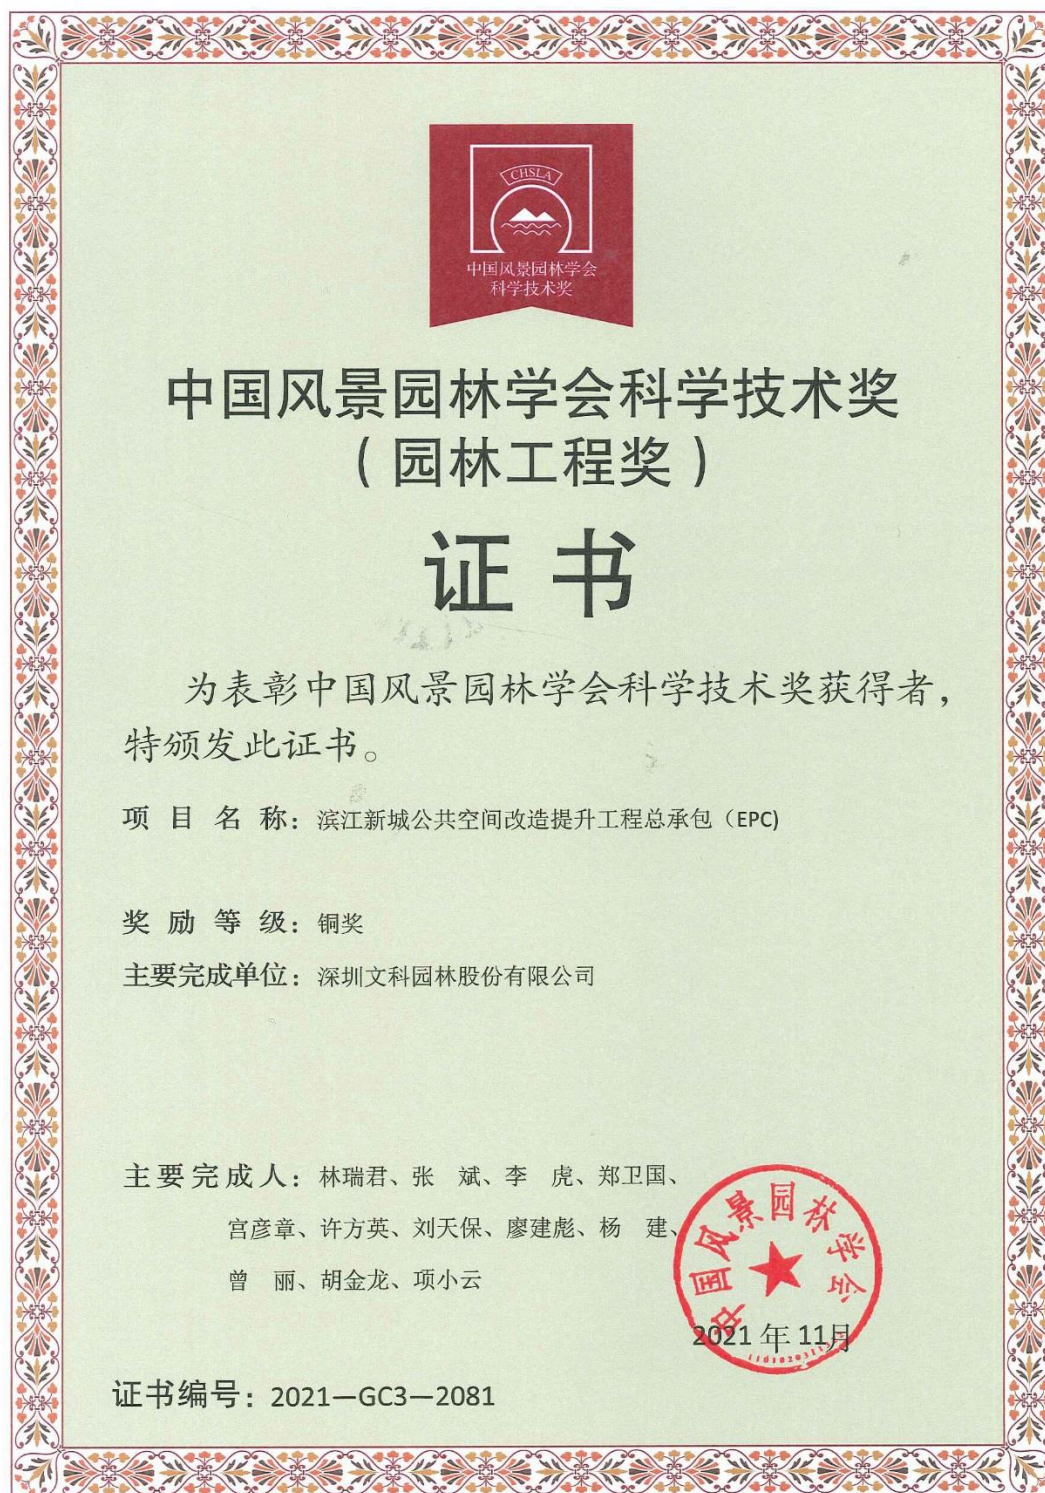 CHSLA
中国风景园林学会
科学技术奖
中国风景园林学会科学技术奖
（园林工程奖）
证书
为表彰中国风景园林学会科学技术奖获得者，
特颁发此证书。
项目名称：滨江新城公共空间改造提升工程总承包（EPC)
奖励等级：铜奖
主要完成单位：深圳文科园林股份有限公司
主要完成人：林瑞君、张 斌、李 虎、郑卫国、
宫彦章、许方英、刘天保、廖建彪、杨 建、
曾 丽、胡金龙、项小云
中国风景园林学会
2021 年 11月
证书编号：2021—GC3—2081